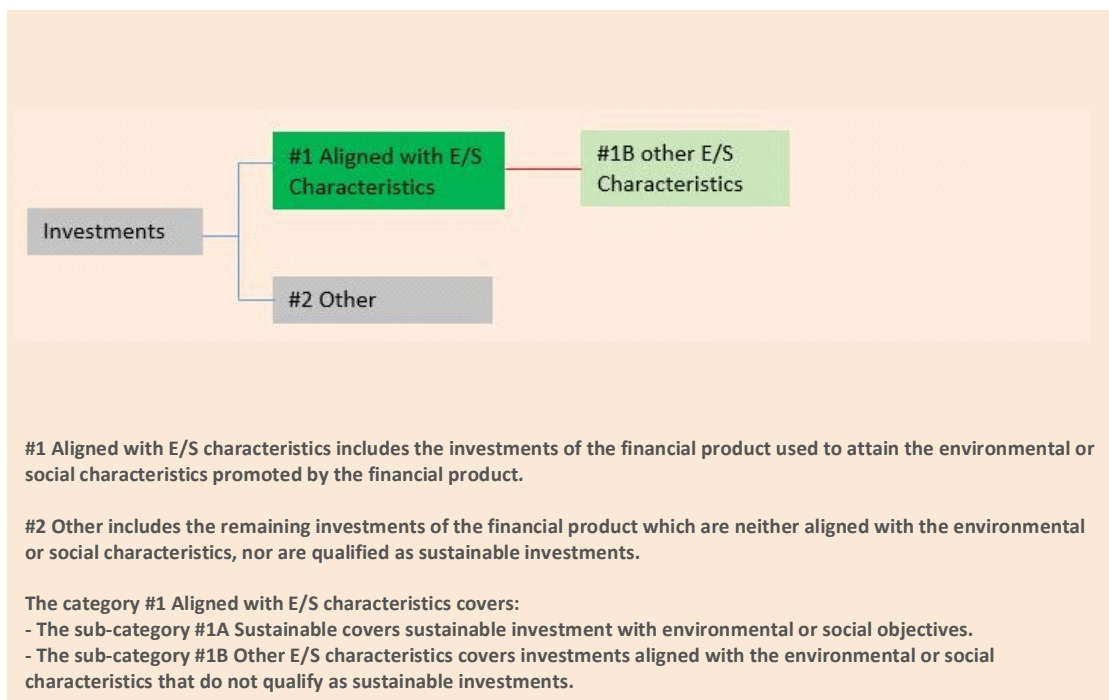 #1 Aligned with E/S
Characteristics
#1B other E/S
Characteristics
Investments
#2 Other
#1 Aligned with E/S characteristics includes the investments of the financial product used to attain the environmental or
social characteristics promoted by the financial product.
#2 Other includes the remaining investments of the financial product which are neither aligned with the environmental
or social characteristics, nor are qualified as sustainable investments.
The category #1 Aligned with E/S characteristics covers:
- The sub-category #1A Sustainable covers sustainable investment with environmental or social objectives.
- The sub-category #1B Other E/S characteristics covers investments aligned with the environmental or social
characteristics that do not qualify as sustainable investments.